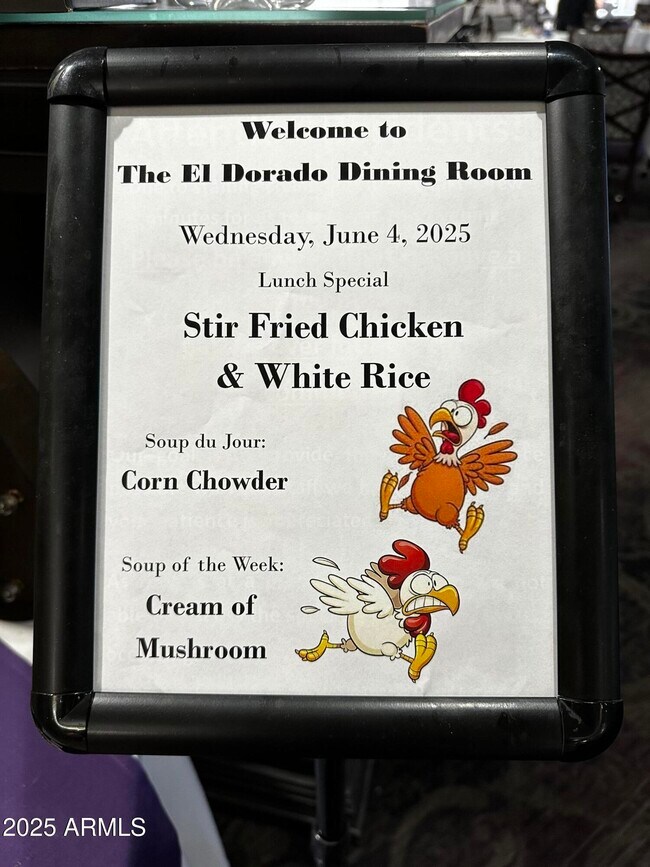 Welcome to
The El Dorado Dining Room
Wednesday, June 4, 2025
Lunch Special
Stir Fried Chicken
& White Rice
Soup du Jour:
Corn Chowder
Soup of the Week:
Cream of
Mushroom
2025 ARMLS